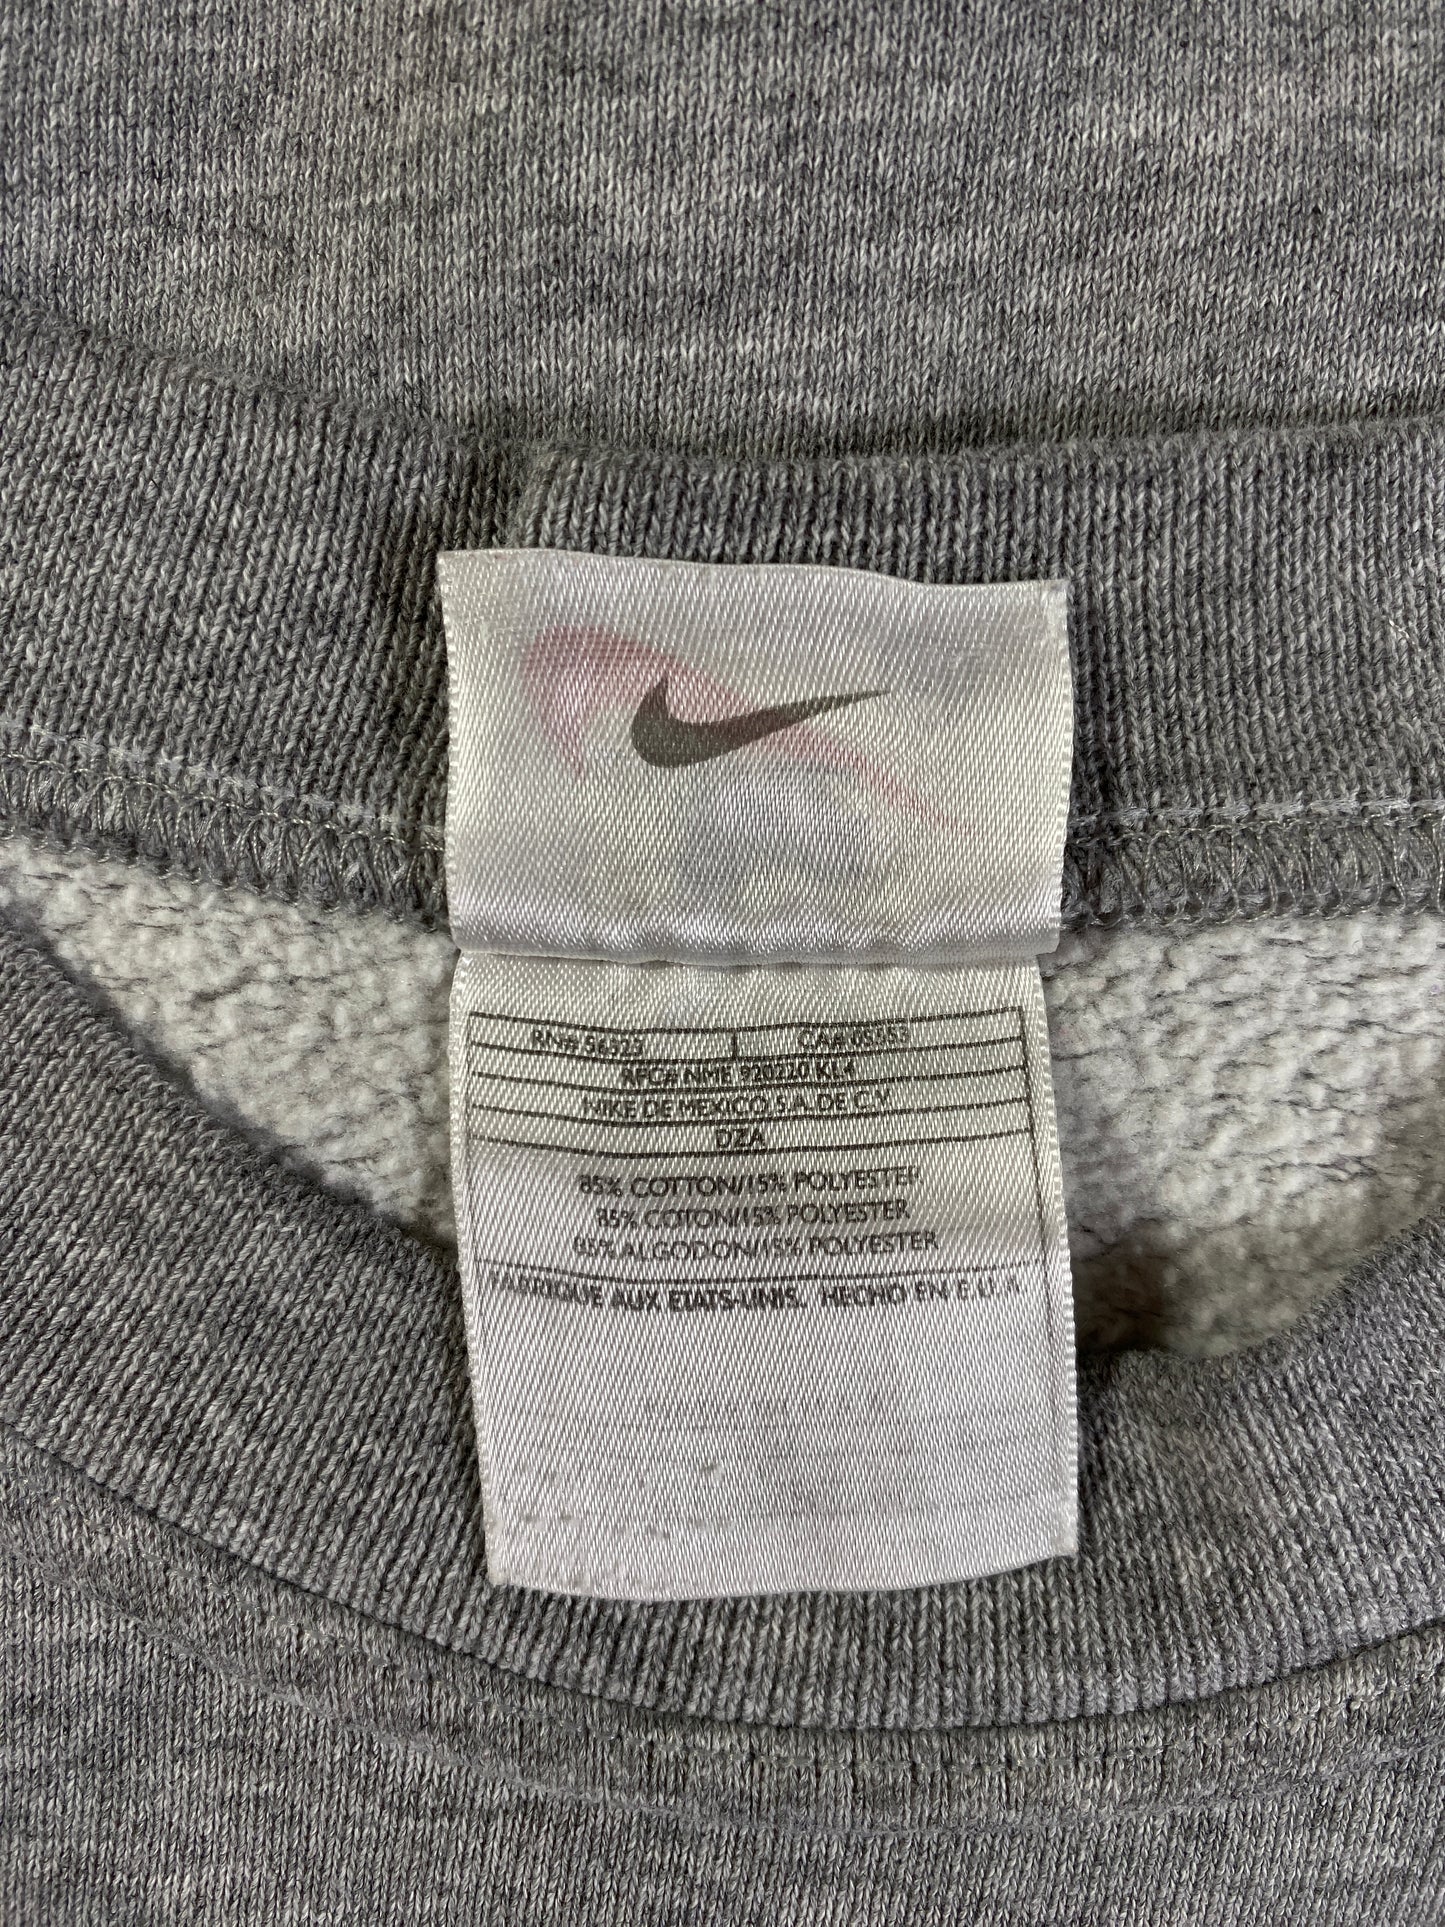 RN# 56323 | CA# 05553
RFC# NME 920220 KL4
NIKE DE MEXICO S.A. DE C.V
DZA
85% COTTON/15% POLYESTER
85% COTON/15% POLYESTER
85% ALGODON/15% POLYESTER
FABRIQUE AUX ETATS-UNIS. HECHO EN E.U.A